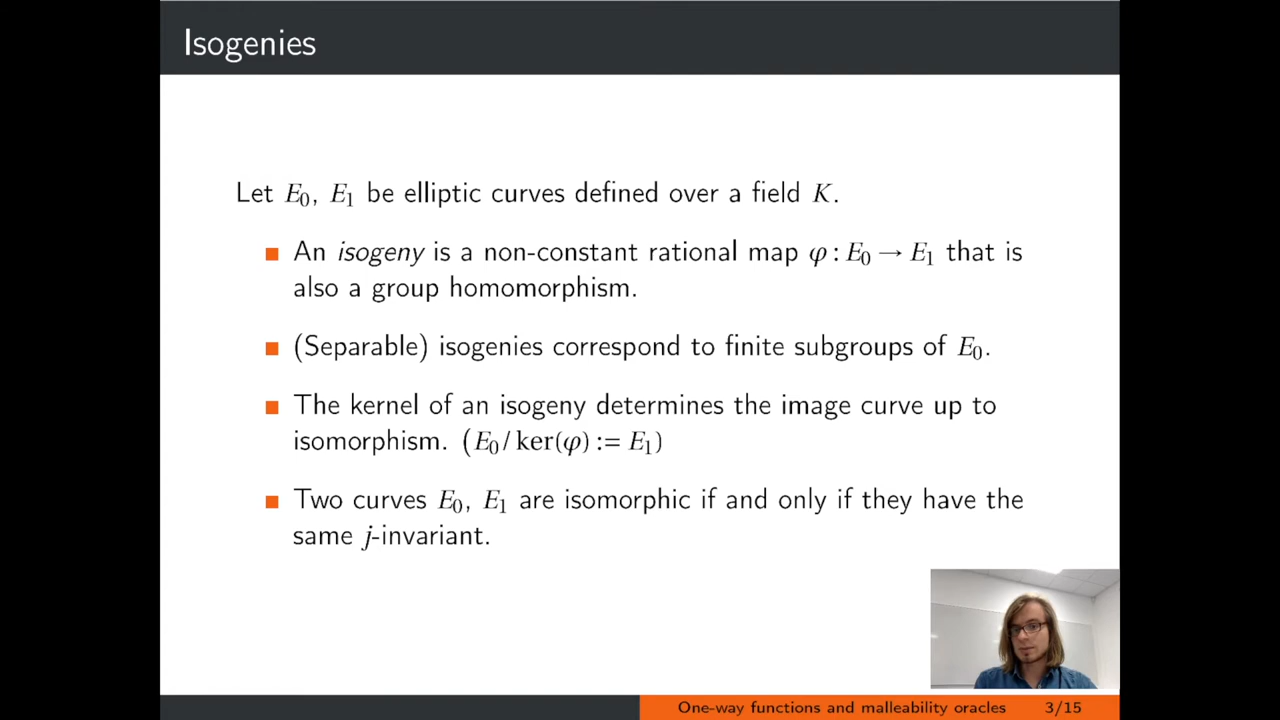 Isogenies
Let E₀, E₁ be elliptic curves defined over a field K.
■ An isogeny is a non-constant rational map φ : E₀ → E₁ that is
also a group homomorphism.
■ (Separable) isogenies correspond to finite subgroups of E₀.
■ The kernel of an isogeny determines the image curve up to
isomorphism. (E₀/ ker(φ) := E₁)
■ Two curves E₀, E₁ are isomorphic if and only if they have the
same j-invariant.
One-way functions and malleability oracles 3/15